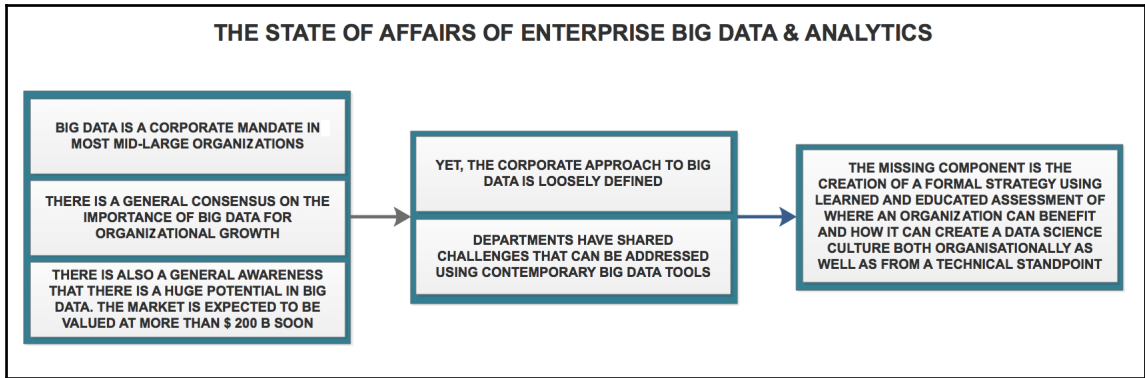 THE STATE OF AFFAIRS OF ENTERPRISE BIG DATA & ANALYTICS
BIG DATA IS A CORPORATE MANDATE IN
MOST MID-LARGE ORGANIZATIONS
THERE IS A GENERAL CONSENSUS ON THE
IMPORTANCE OF BIG DATA FOR
ORGANIZATIONAL GROWTH
THERE IS ALSO A GENERAL AWARENESS
THAT THERE IS A HUGE POTENTIAL IN BIG
DATA. THE MARKET IS EXPECTED TO BE
VALUED AT MORE THAN $ 200 B SOON
YET, THE CORPORATE APPROACH TO BIG
DATA IS LOOSELY DEFINED
DEPARTMENTS HAVE SHARED
CHALLENGES THAT CAN BE ADDRESSED
USING CONTEMPORARY BIG DATA TOOLS
THE MISSING COMPONENT IS THE
CREATION OF A FORMAL STRATEGY USING
LEARNED AND EDUCATED ASSESSMENT OF
WHERE AN ORGANIZATION CAN BENEFIT
AND HOW IT CAN CREATE A DATA SCIENCE
CULTURE BOTH ORGANISATIONALLY AS
WELL AS FROM A TECHNICAL STANDPOINT